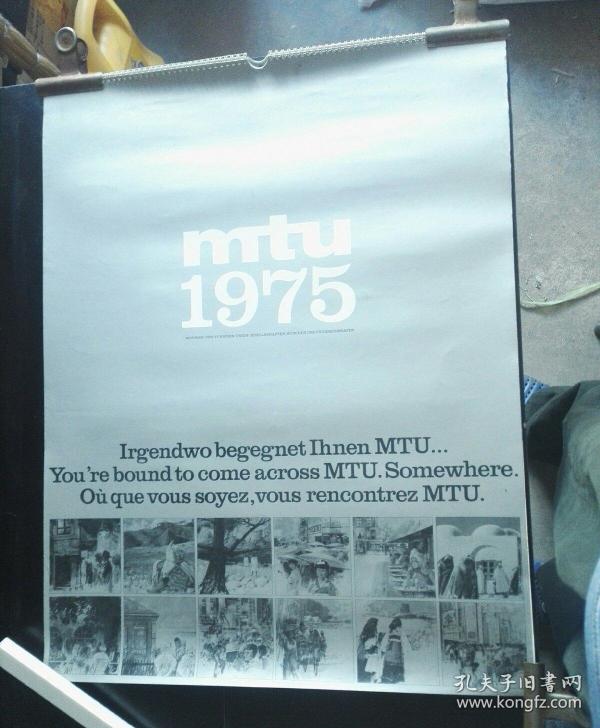 mtu
1975
Irgendwo begegnet Ihnen MTU...
You're bound to come across MTU. Somewhere.
Où que vous soyez, vous rencontrez MTU.
孔夫子旧书网
www.kongfz.com